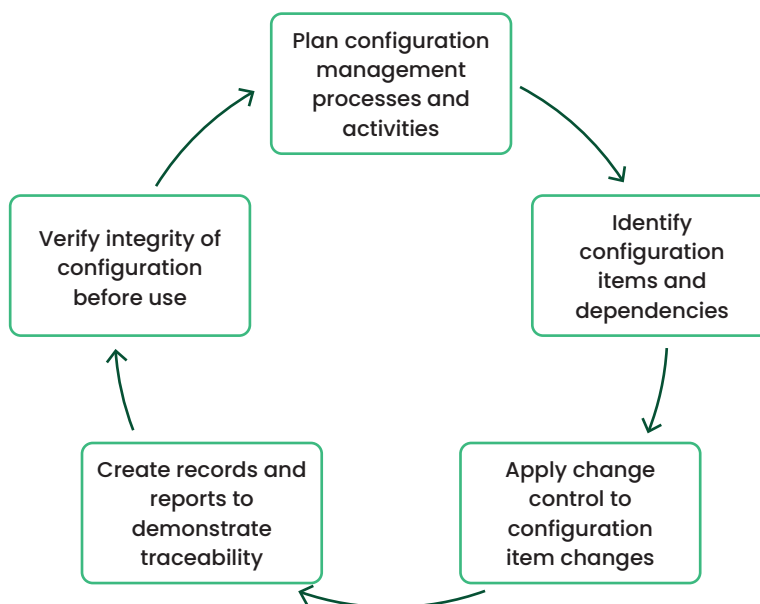 Plan configuration
management
processes and
activities
Identify
configuration
items and
dependencies
Apply change
control to
configuration
item changes
Create records and
reports to
demonstrate
traceability
Verify integrity of
configuration
before use